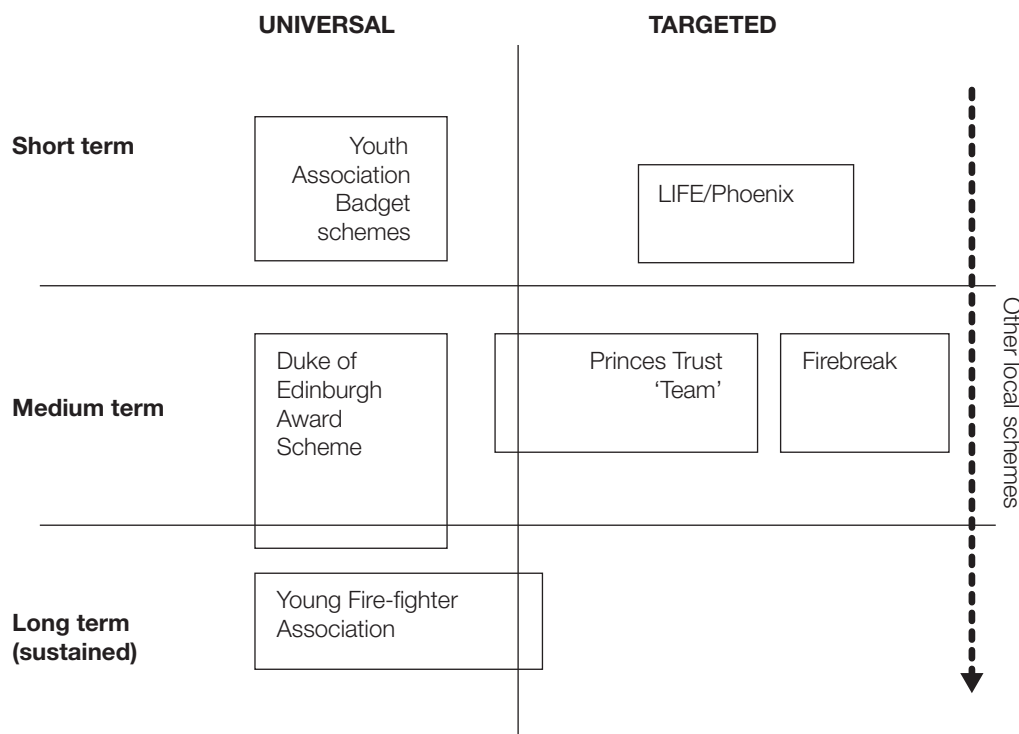 UNIVERSAL
TARGETED
Short term
Youth
Association
Badget
schemes
LIFE/Phoenix
Medium term
Duke of
Edinburgh
Award
Scheme
Princes Trust
‘Team’
Firebreak
Other local schemes
Long term
(sustained)
Young Fire-fighter
Association